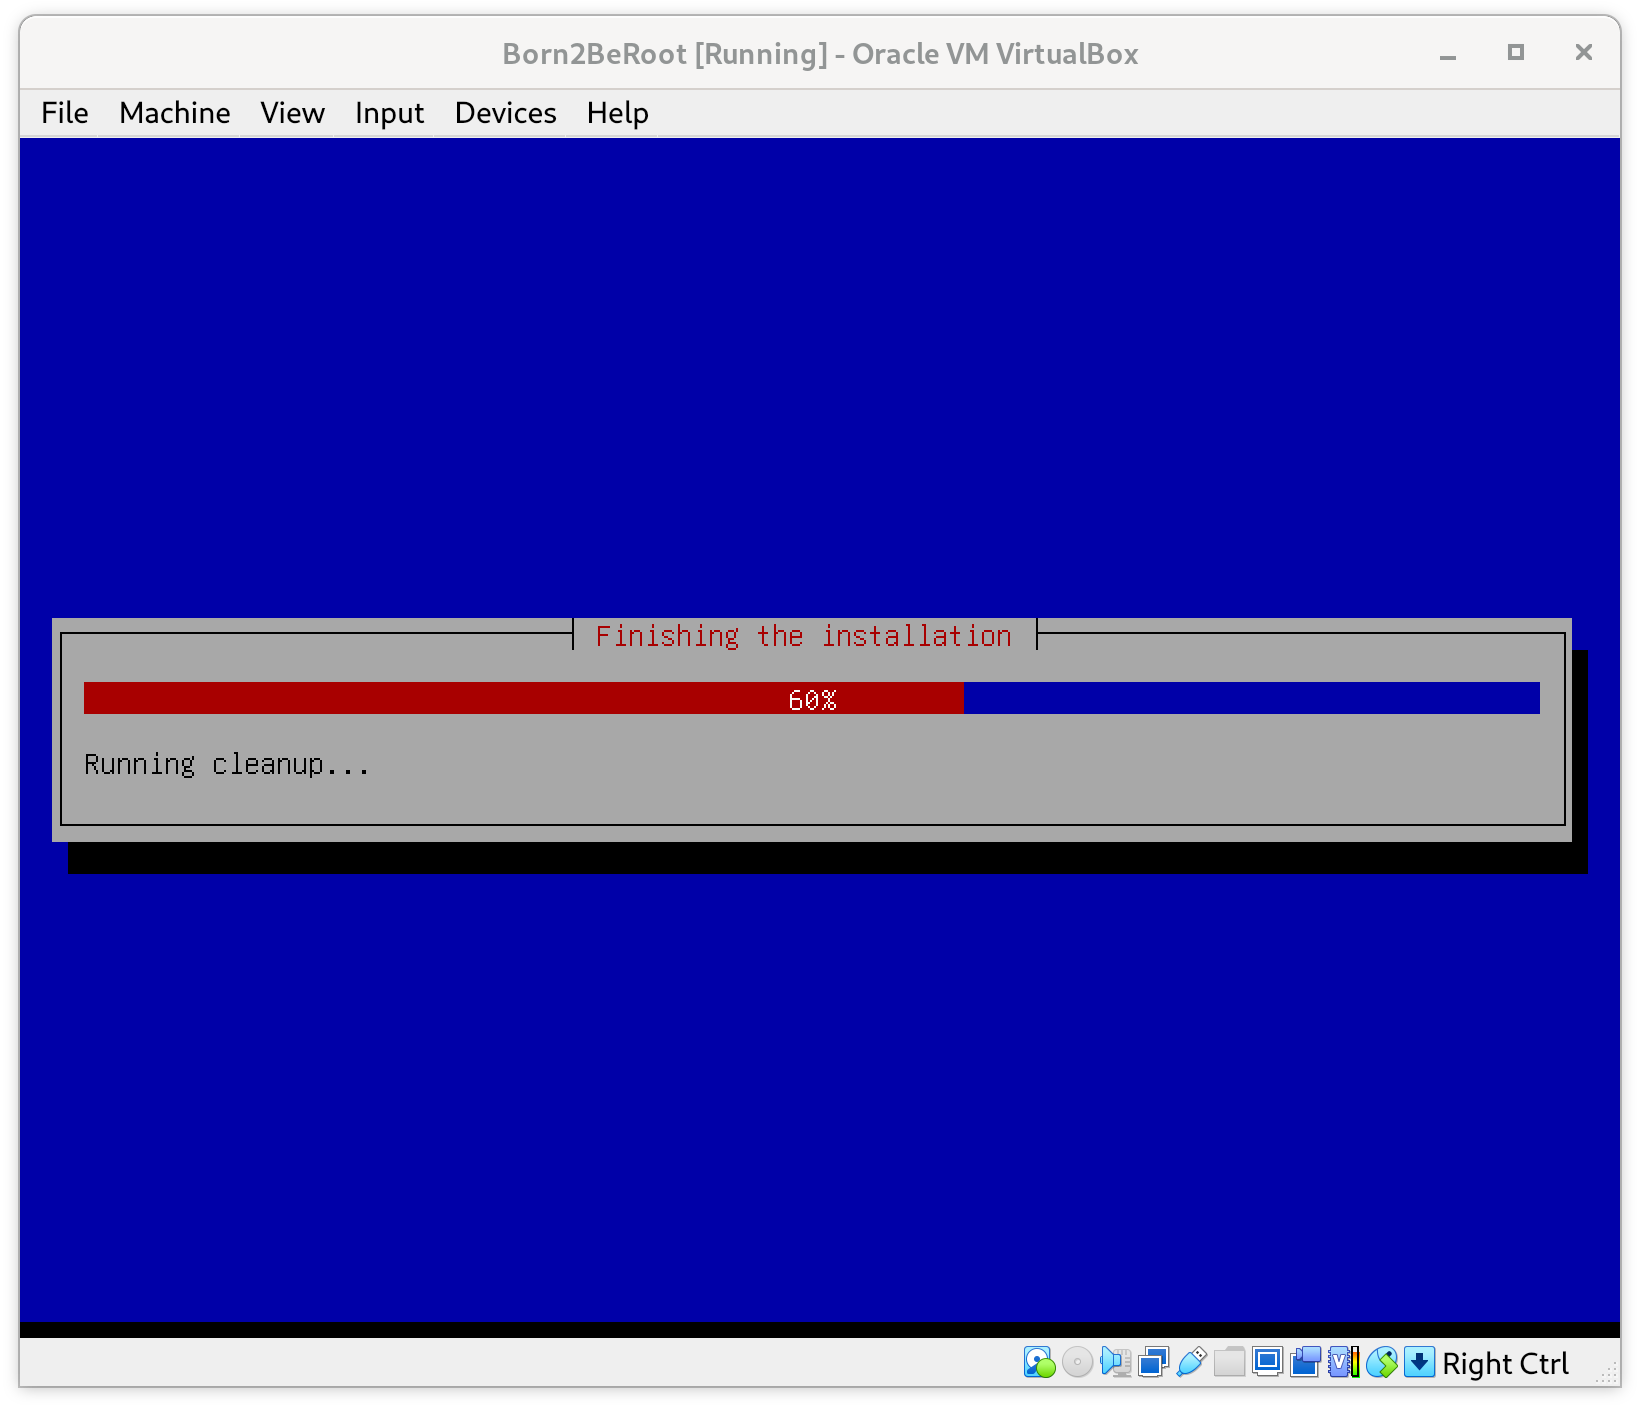 Born2BeRoot [Running] - Oracle VM VirtualBox
File Machine View Input Devices Help
Finishing the installation
60%
Running cleanup...
Right Ctrl